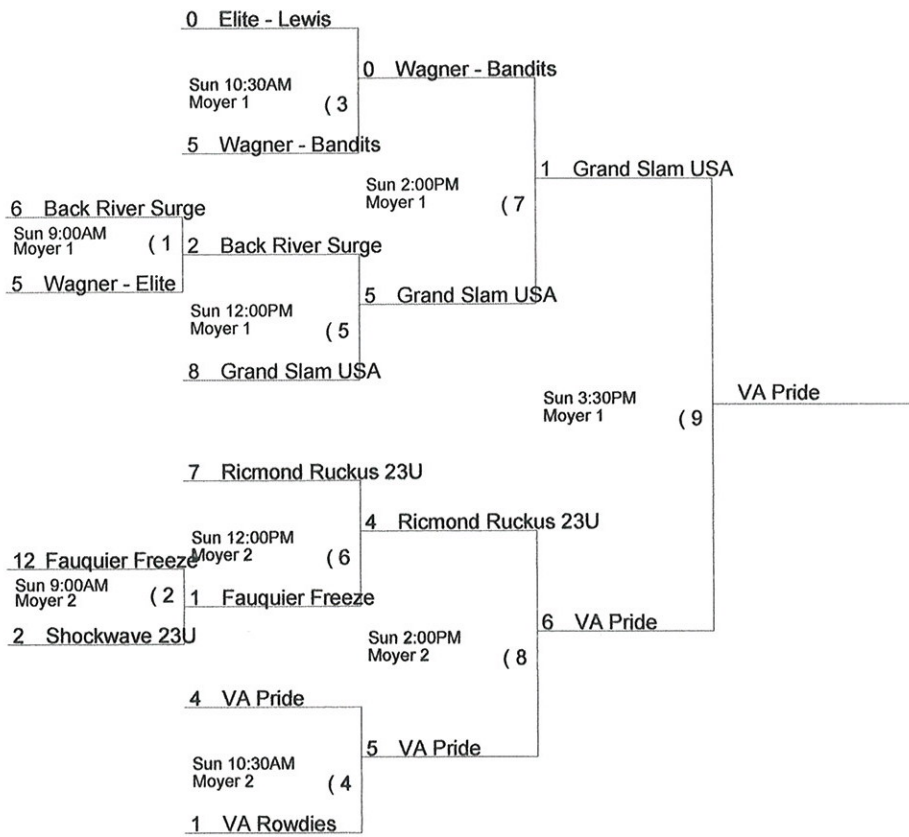 0 Elite - Lewis
0 Wagner - Bandits
Sun 10:30AM
Moyer 1 ( 3
5 Wagner - Bandits
1 Grand Slam USA
Sun 2:00PM
Moyer 1 ( 7
6 Back River Surge
Sun 9:00AM
Moyer 1 ( 1
2 Back River Surge
5 Wagner - Elite
5 Grand Slam USA
Sun 12:00PM
Moyer 1 ( 5
8 Grand Slam USA
Sun 3:30PM
Moyer 1 ( 9
VA Pride
7 Ricmond Ruckus 23U
4 Ricmond Ruckus 23U
Sun 12:00PM
Moyer 2 ( 6
12 Fauquier Freeze
Sun 9:00AM
Moyer 2 ( 2
1 Fauquier Freeze
2 Shockwave 23U
6 VA Pride
Sun 2:00PM
Moyer 2 ( 8
4 VA Pride
5 VA Pride
Sun 10:30AM
Moyer 2 ( 4
1 VA Rowdies